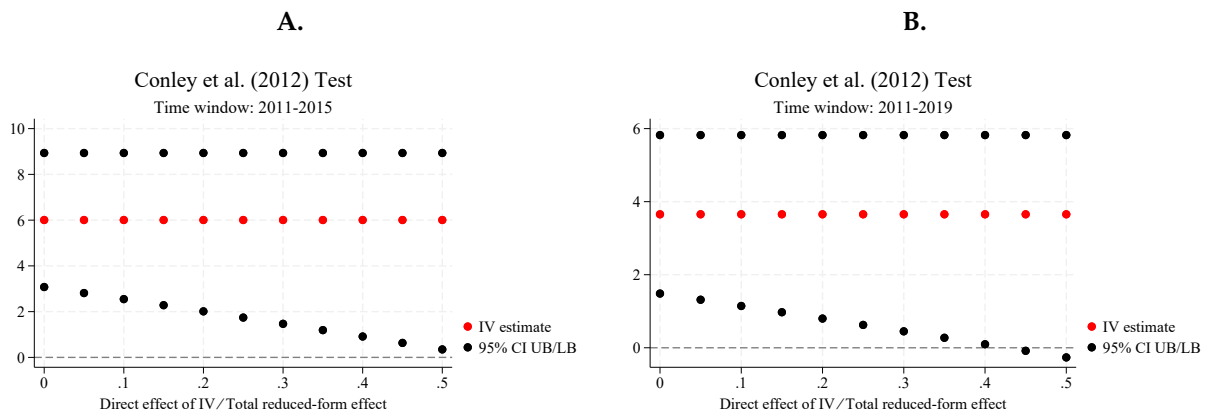 A.
Conley et al. (2012) Test
Time window: 2011-2015
10
8
6
4
2
0
0 .1 .2 .3 .4 .5
Direct effect of IV/Total reduced-form effect
IV estimate
95% CI UB/LB
B.
Conley et al. (2012) Test
Time window: 2011-2019
6
4
2
0
0 .1 .2 .3 .4 .5
Direct effect of IV/Total reduced-form effect
IV estimate
95% CI UB/LB